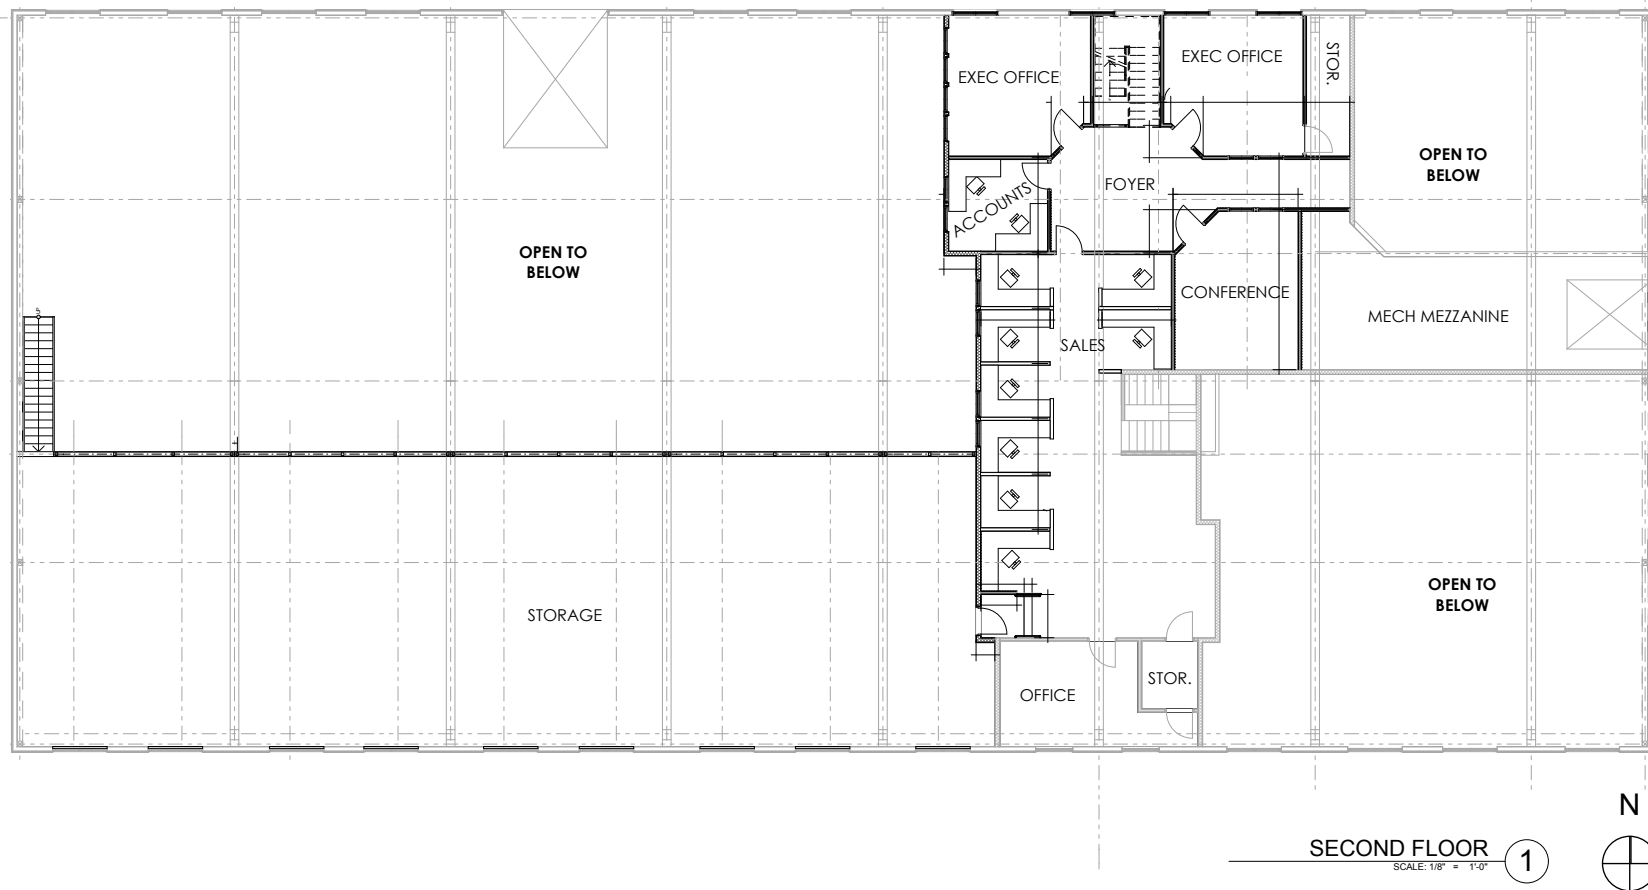 EXEC OFFICE
EXEC OFFICE
STOR.
OPEN TO
BELOW
ACCOUNTS
FOYER
OPEN TO
BELOW
CONFERENCE
MECH MEZZANINE
SALES
OPEN TO
BELOW
STORAGE
STOR.
OFFICE
N
SECOND FLOOR
1
SCALE: 1/8" = 1'-0"